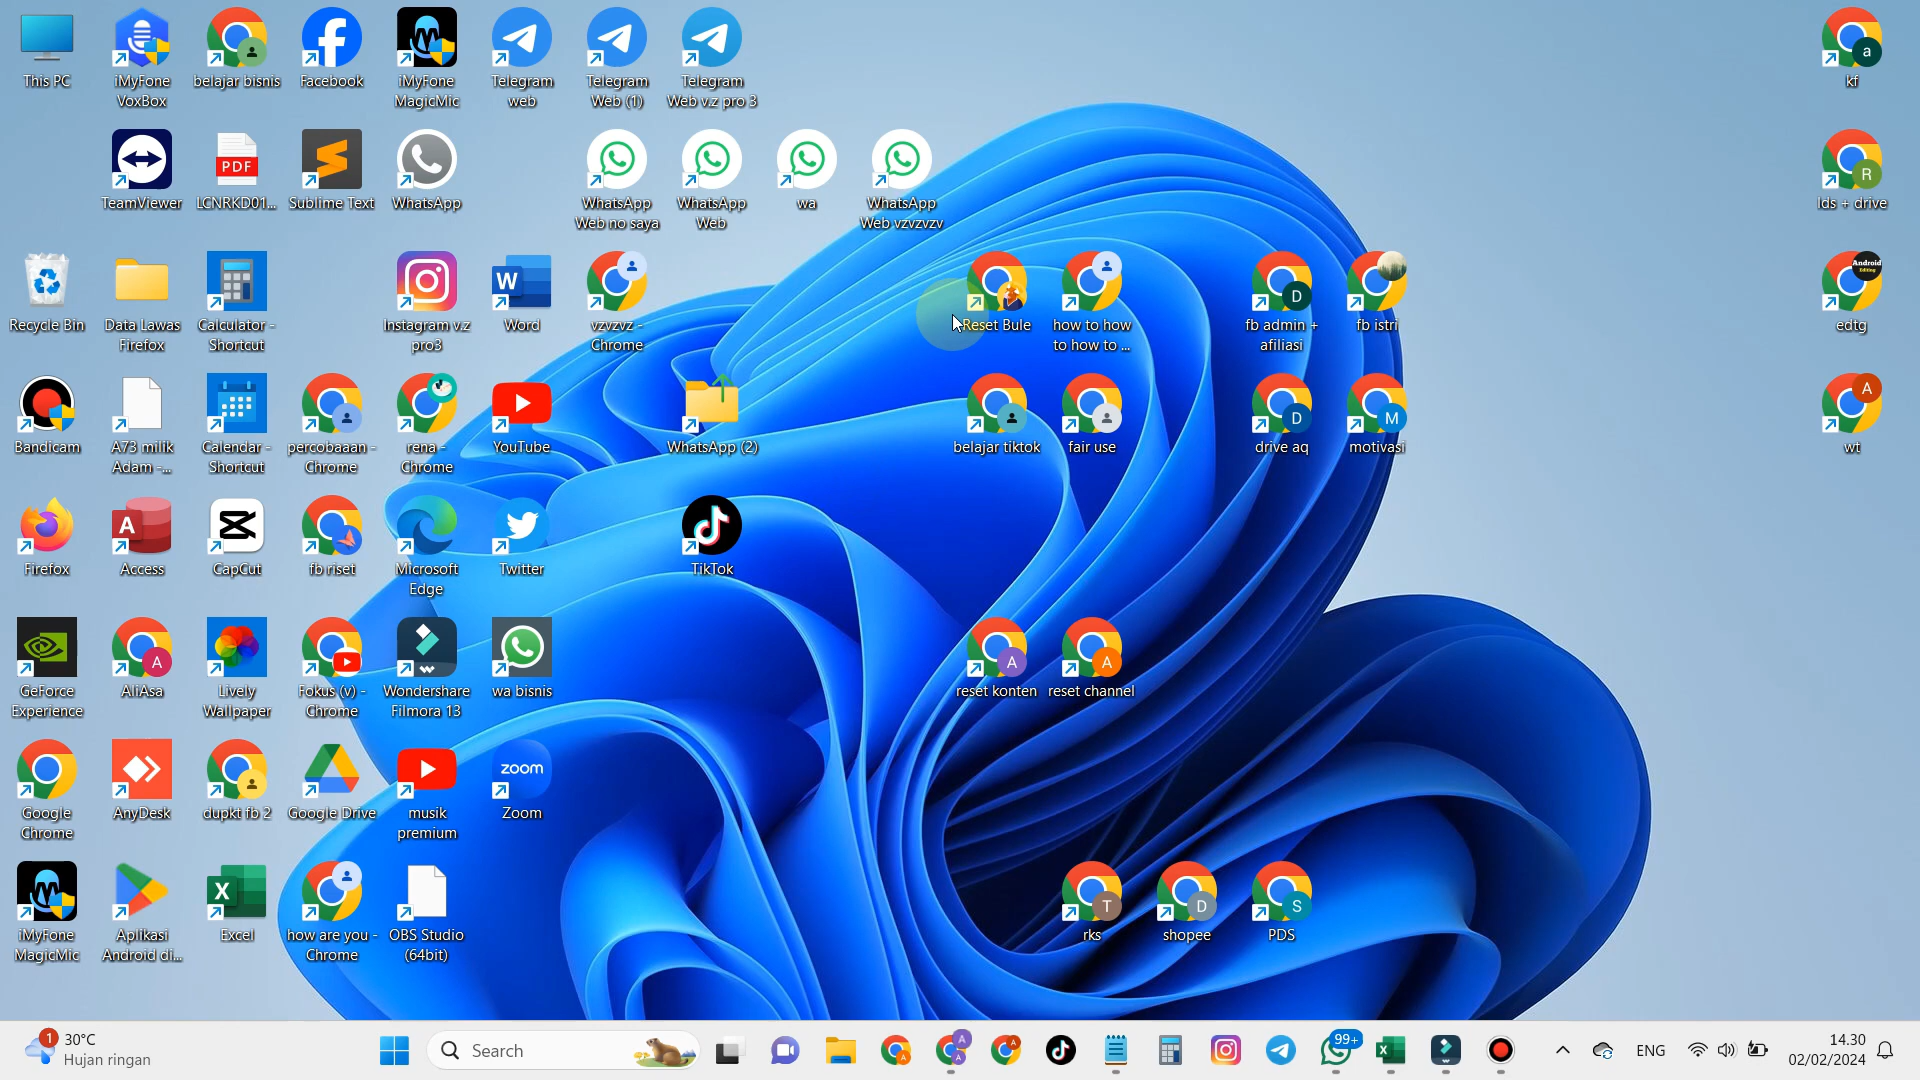 This PC
iMyFone
VoxBox
belajar bisnis
Facebook
iMyFone
MagicMic
Telegram
web
Telegram
Web (1)
Telegram
Web v.z pro 3
a
kf
TeamViewer
PDF
LCNRKD01...
Sublime Text
WhatsApp
WhatsApp
Web no saya
WhatsApp
Web
wa
WhatsApp
Web vzvzvzv
R
lds + drive
Recycle Bin
Data Lawas
Firefox
Calculator -
Shortcut
Instagram v.z
pro3
W
Word
vzvzvz -
Chrome
Reset Bule
how to how
to how to ...
D
fb admin +
afiliasi
fb istri
Android
Editing
edtg
Bandicam
A73 milik
Adam -...
Calendar -
Shortcut
percobaaan -
Chrome
rena -
Chrome
YouTube
WhatsApp (2)
belajar tiktok
fair use
D
drive aq
M
motivasi
A
wt
Firefox
A
Access
CapCut
fb riset
Microsoft
Edge
Twitter
TikTok
GeForce
Experience
A
AliAsa
Lively
Wallpaper
Fokus (v) -
Chrome
Wondershare
Filmora 13
wa bisnis
A
reset konten
A
reset channel
Google
Chrome
AnyDesk
dupkt fb 2
Google Drive
musik
premium
zoom
Zoom
iMyFone
MagicMic
Aplikasi
Android di...
X
Excel
how are you -
Chrome
OBS Studio
(64bit)
T
rks
D
shopee
S
PDS
1
30°C
Hujan ringan
Search
A
A
A
A
99+
X
ENG
14.30
02/02/2024